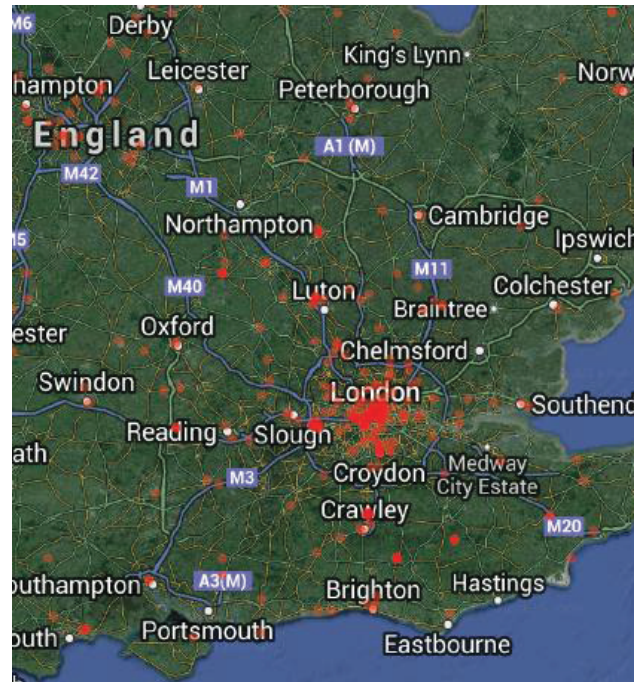 M6
Derby
King's Lynn
hampton
Leicester
Norw
Peterborough
England
A1 (M)
M42
M1
Northampton
Cambridge
M5
Ipswich
M11
M40
Luton
Colchester
Braintree
ester
Oxford
Chelmsford
Swindon
London
Southend
Reading
Slough
ath
Croydon
Medway
City Estate
M3
Crawley
M20
outhampton
A3(M)
Brighton
Hastings
outh
Portsmouth
Eastbourne